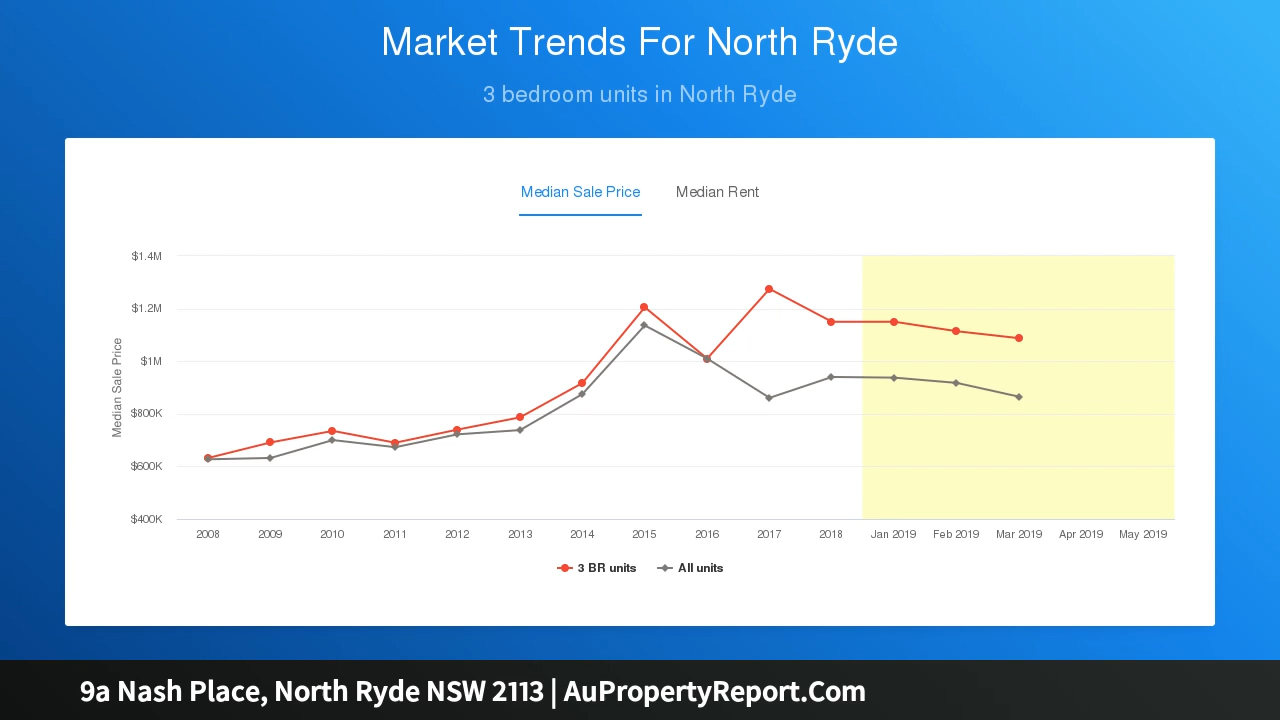 Market Trends For North Ryde
3 bedroom units in North Ryde
Median Sale Price Median Rent
$1.4M
$1.2M
$1M
$800K
$600K
$400K
Median Sale Price
2008 2009 2010 2011 2012 2013 2014 2015 2016 2017 2018 Jan 2019 Feb 2019 Mar 2019 Apr 2019 May 2019
3 BR units All units
9a Nash Place, North Ryde NSW 2113 | AuPropertyReport.Com